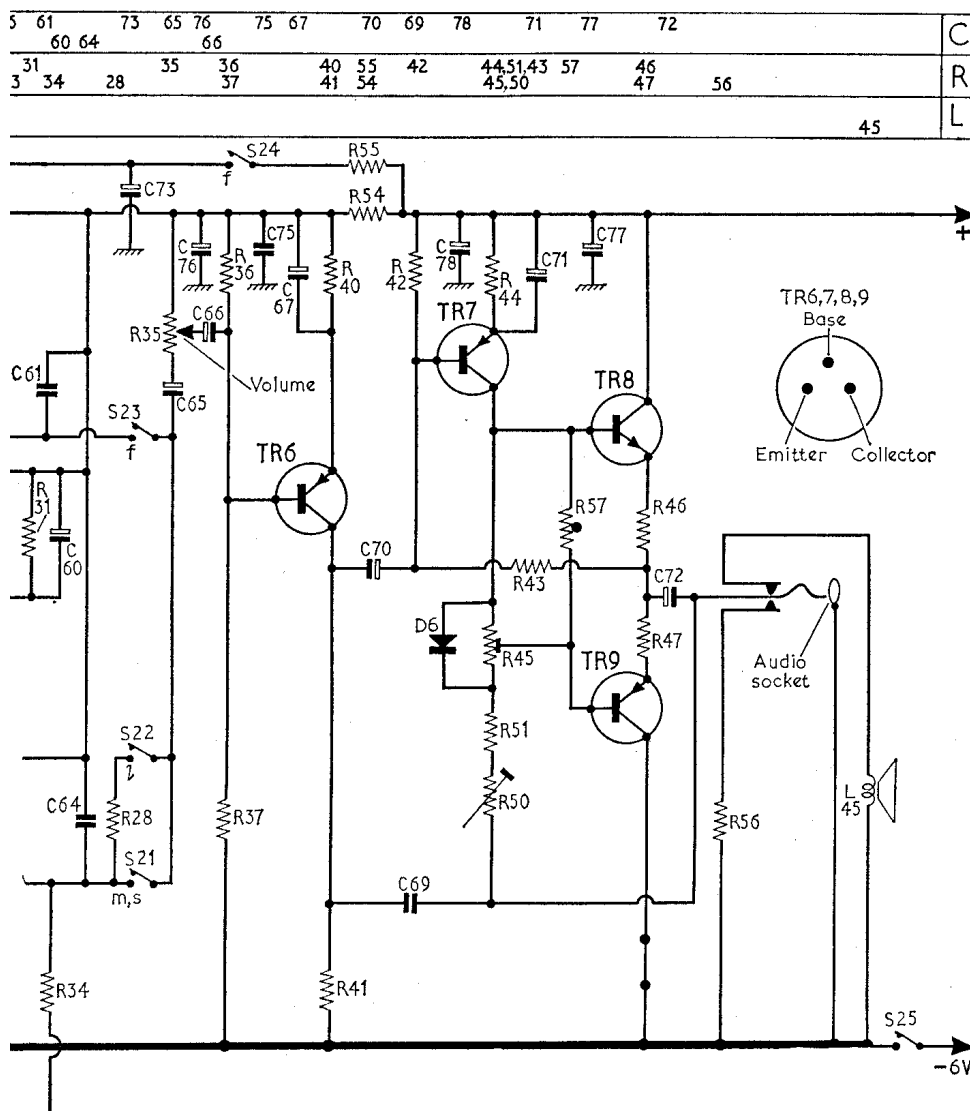 5 61 73 65 76 75 67 70 69 78 71 77 72
60 64 66
C
31 35 36 40 55 42 44,51,43 57 46
3 34 28 37 41 54 45,50 47 56
R
L
45
S24
f
R55
C73
R54
+
C
76
R
36
C75
C
67
R
40
R
42
C
78
R
44
C71
C77
TR6,7,8,9
Base
Emitter
Collector
R35
C66
Volume
C65
C61
S23
f
TR7
TR8
TR6
R
31
C
60
R57
R46
C70
R43
C72
D6
R45
R47
TR9
Audio
socket
R51
S22
l
C64
R28
R37
R50
R56
L
45
S21
m,s
C69
R34
R41
S25
-6V